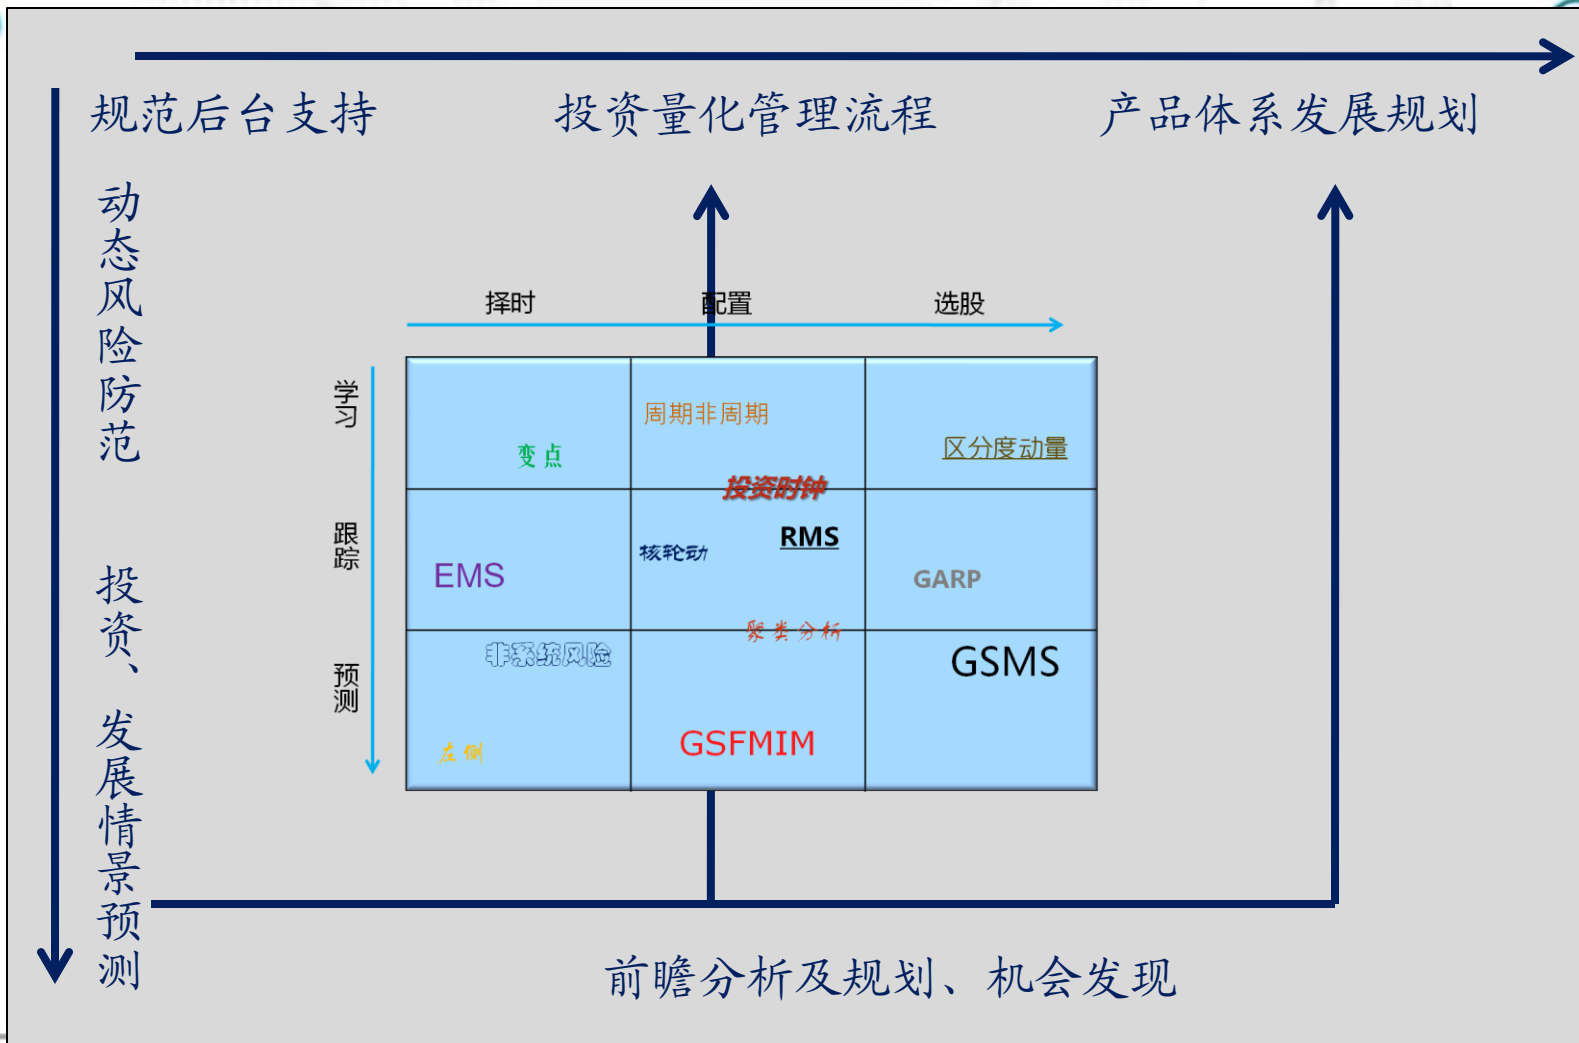 规范后台支持
投资量化管理流程
产品体系发展规划
动态风险防范
投资、发展情景预测
择时
配置
选股
学习
跟踪
预测
周期非周期
变点
区分度动量
投资时钟
RMS
核轮动
EMS
GARP
聚类分析
非系统风险
GSMS
左侧
GSFMIM
前瞻分析及规划、机会发现